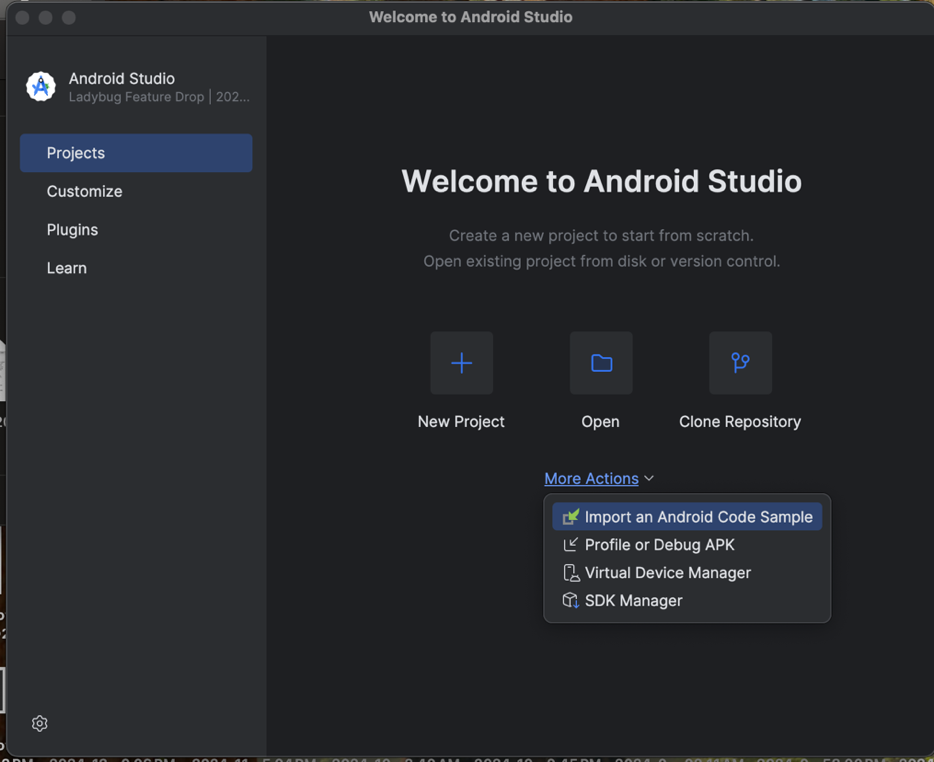 Welcome to Android Studio
Android Studio
Ladybug Feature Drop | 202...
Projects
Customize
Plugins
Learn
Welcome to Android Studio
Create a new project to start from scratch.
Open existing project from disk or version control.
New Project
Open
Clone Repository
More Actions
Import an Android Code Sample
Profile or Debug APK
Virtual Device Manager
SDK Manager